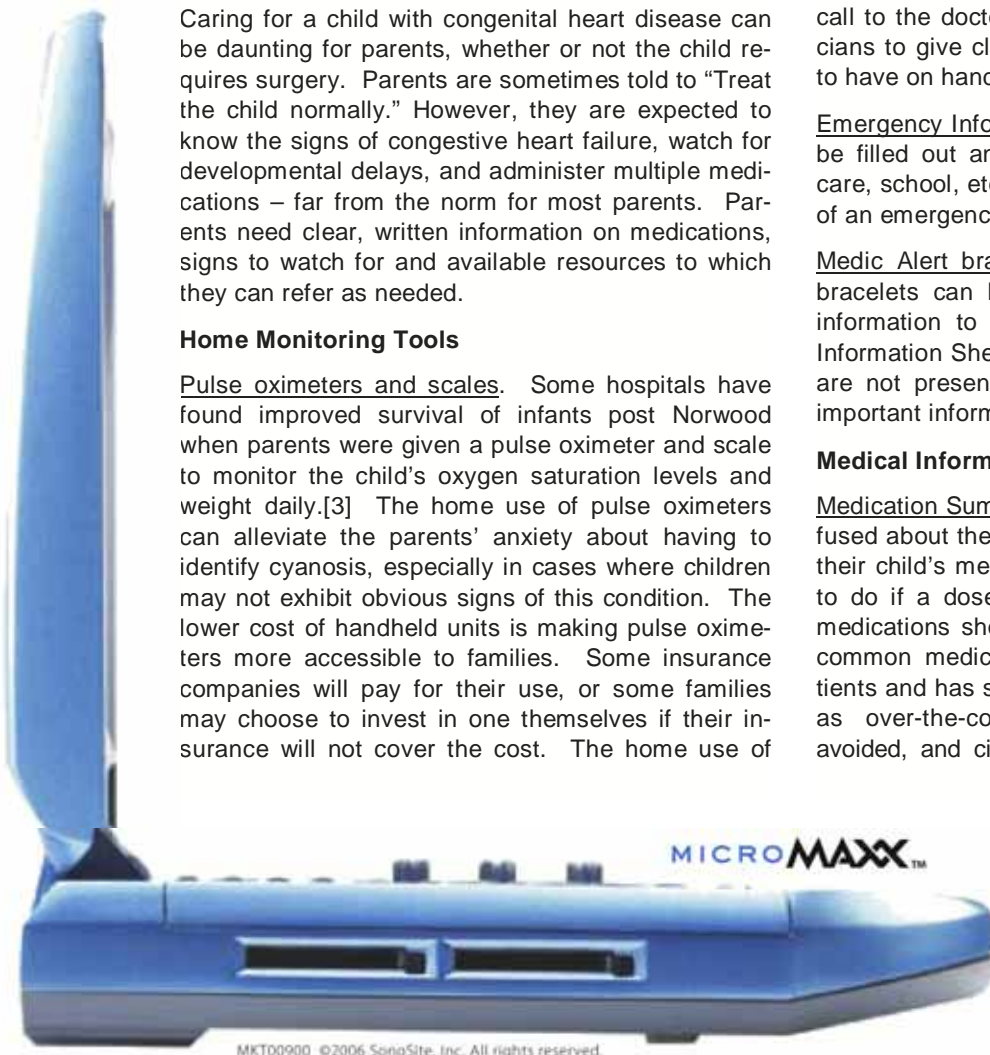 Caring for a child with congenital heart disease can
be daunting for parents, whether or not the child re-
quires surgery. Parents are sometimes told to “Treat
the child normally.” However, they are expected to
know the signs of congestive heart failure, watch for
developmental delays, and administer multiple medi-
cations – far from the norm for most parents. Par-
ents need clear, written information on medications,
signs to watch for and available resources to which
they can refer as needed.
Home Monitoring Tools
Pulse oximeters and scales. Some hospitals have
found improved survival of infants post Norwood
when parents were given a pulse oximeter and scale
to monitor the child’s oxygen saturation levels and
weight daily.[3] The home use of pulse oximeters
can alleviate the parents’ anxiety about having to
identify cyanosis, especially in cases where children
may not exhibit obvious signs of this condition. The
lower cost of handheld units is making pulse oxime-
ters more accessible to families. Some insurance
companies will pay for their use, or some families
may choose to invest in one themselves if their in-
surance will not cover the cost. The home use of
call to the doct
cians to give cl
to have on hand
Emergency Info
be filled out an
care, school, et
of an emergenc
Medic Alert bra
bracelets can
information to
Information She
are not presen
important inform
Medical Inform
Medication Sum
fused about the
their child’s me
to do if a dose
medications sh
common medic
tients and has s
as over-the-co
avoided, and ci
MICROMAXX™
MKT00900 ©2006 SonoSite, Inc. All rights reserved.